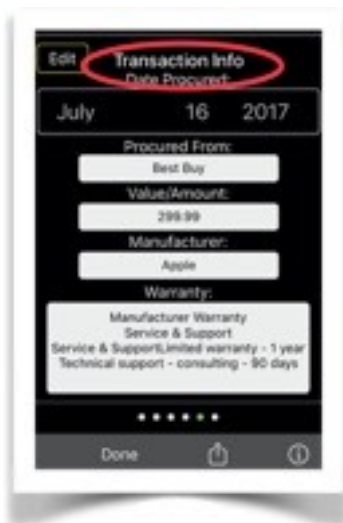 Edit
Transaction Info
Date Procured:
July 16 2017
Procured From:
Best Buy
Value/Amount:
299.99
Manufacturer:
Apple
Warranty:
Manufacturer Warranty
Service & Support
Service & SupportLimited warranty - 1 year
Technical support - consulting - 90 days
Done